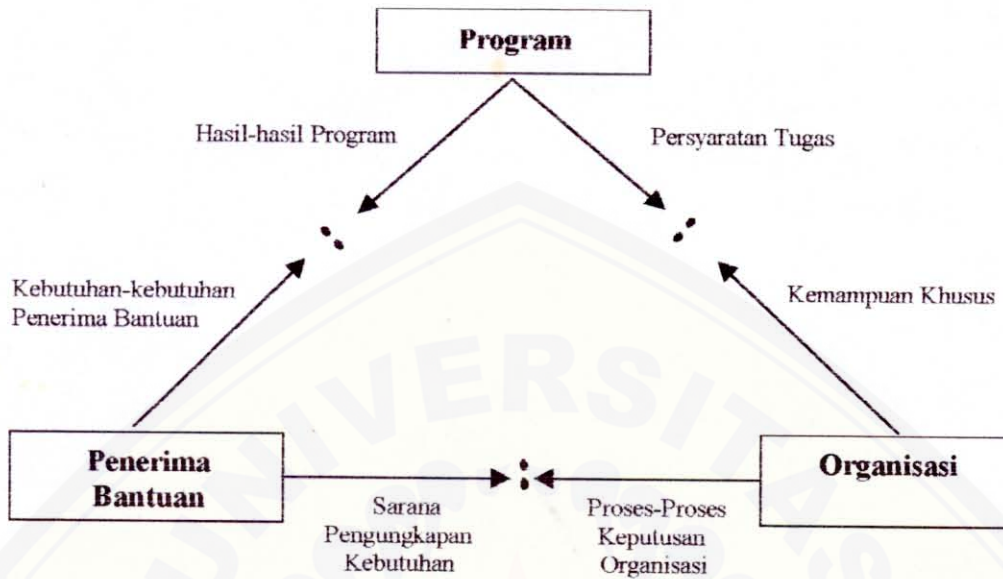 Program
Hasil-hasil Program
Persyaratan Tugas
Kebutuhan-kebutuhan
Penerima Bantuan
Kemampuan Khusus
Penerima
Bantuan
Organisasi
Sarana
Pengungkapan
Kebutuhan
Proses-Proses
Keputusan
Organisasi
UNIVERSITAS